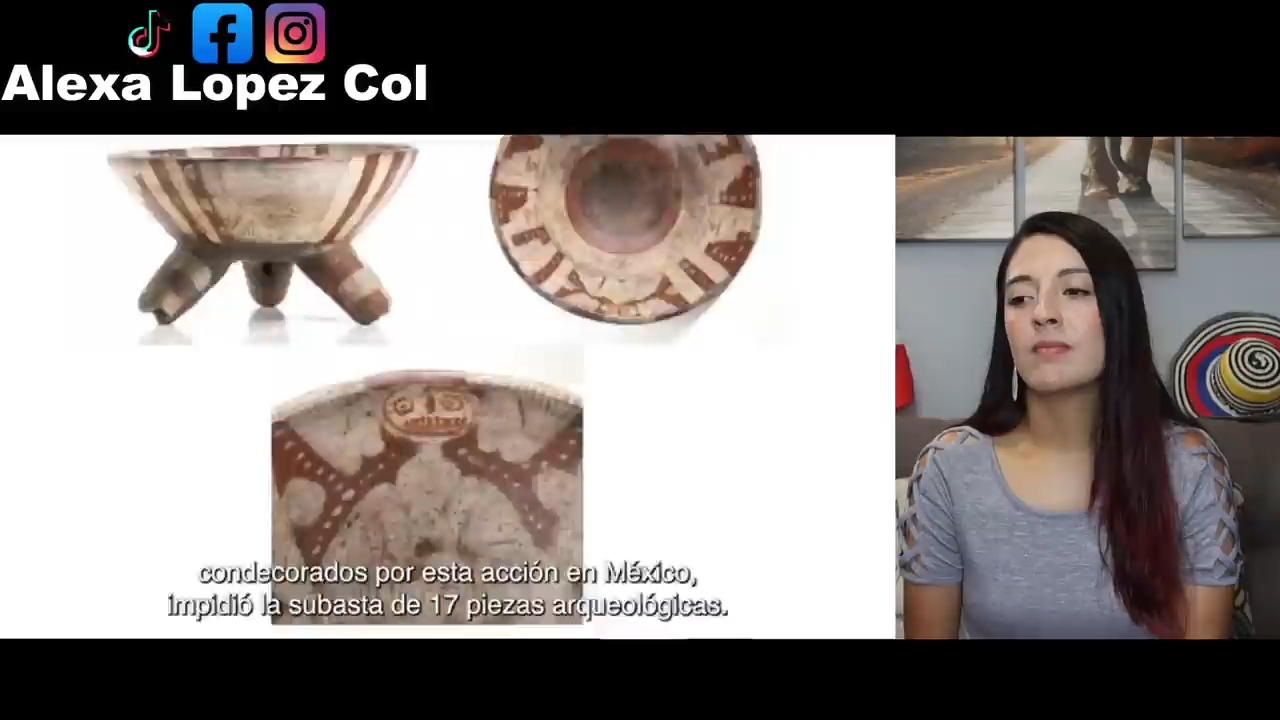 Alexa Lopez Col
condecorados por esta acción en México,
impidió la subasta de 17 piezas arqueológicas.